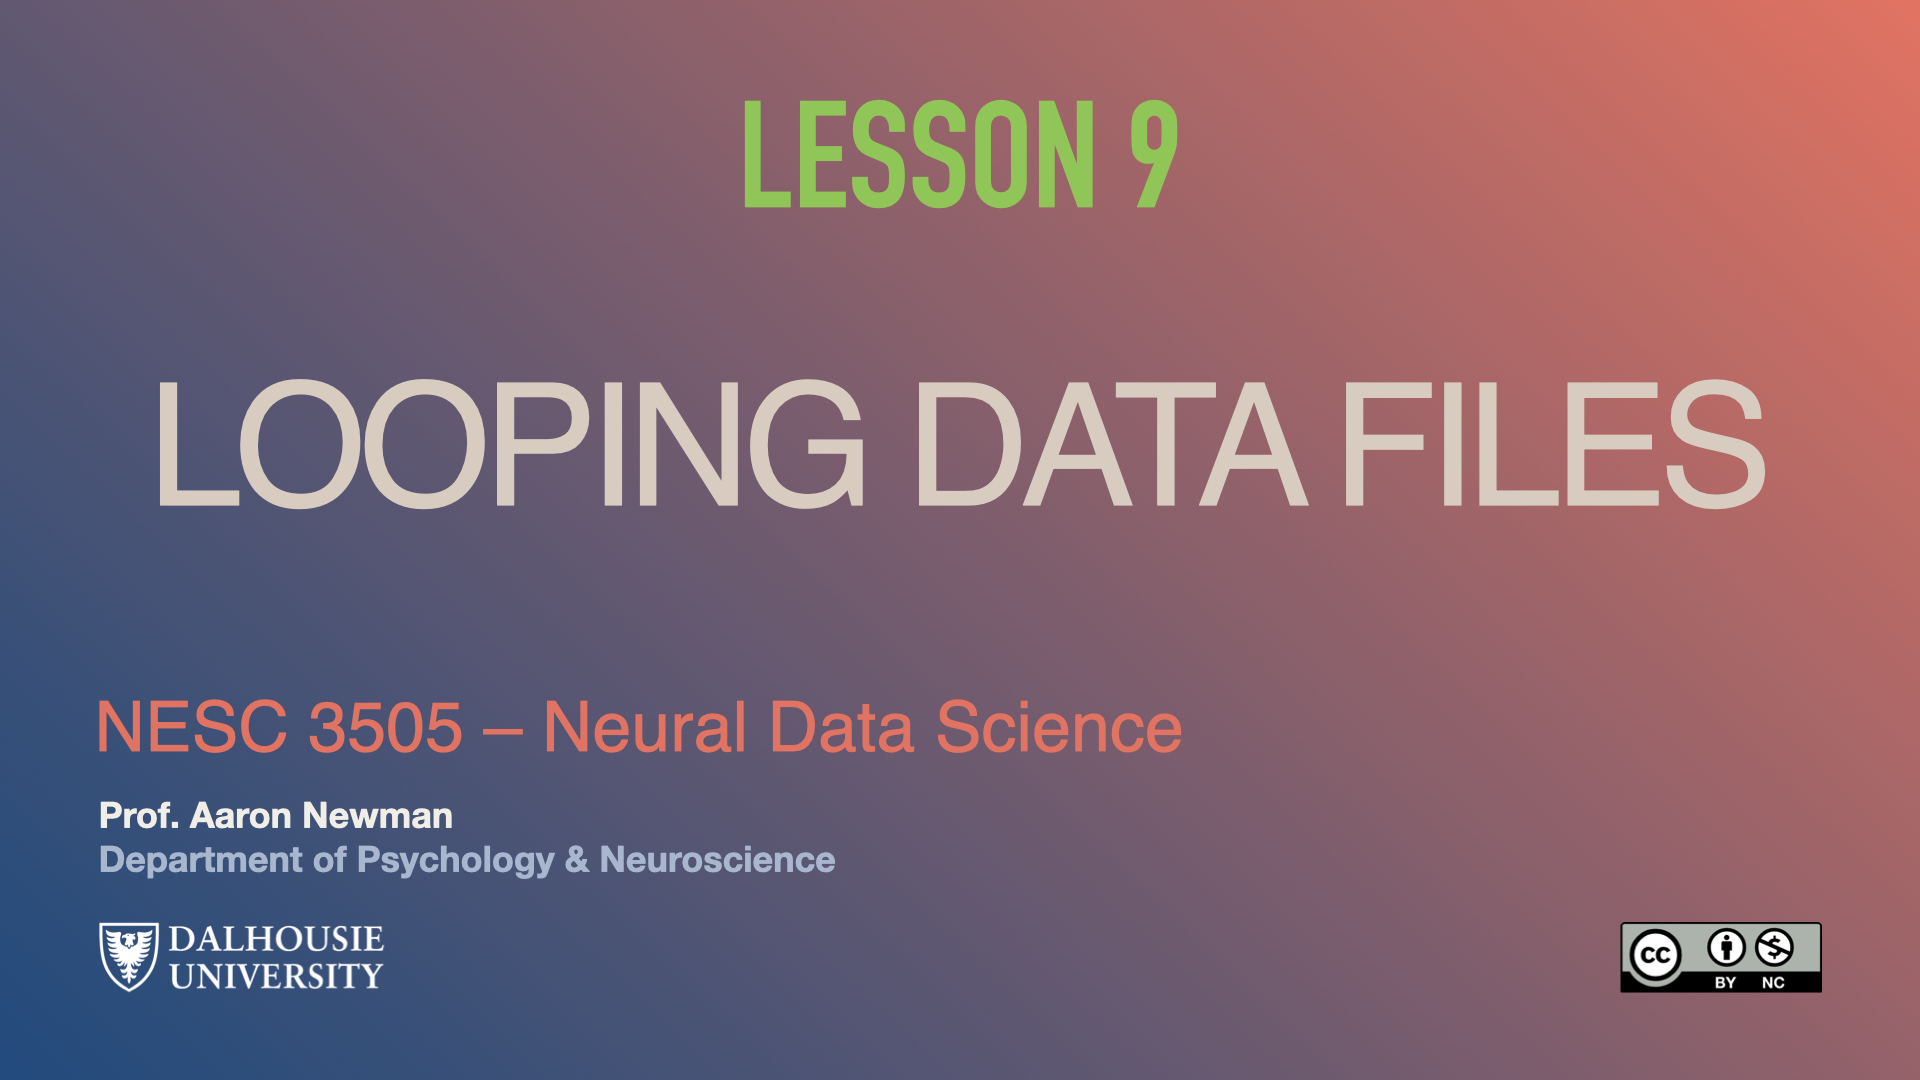 LESSON 9
LOOPING DATA FILES
NESC 3505 – Neural Data Science
Prof. Aaron Newman
Department of Psychology & Neuroscience
DALHOUSIE
UNIVERSITY
CC
BY NC